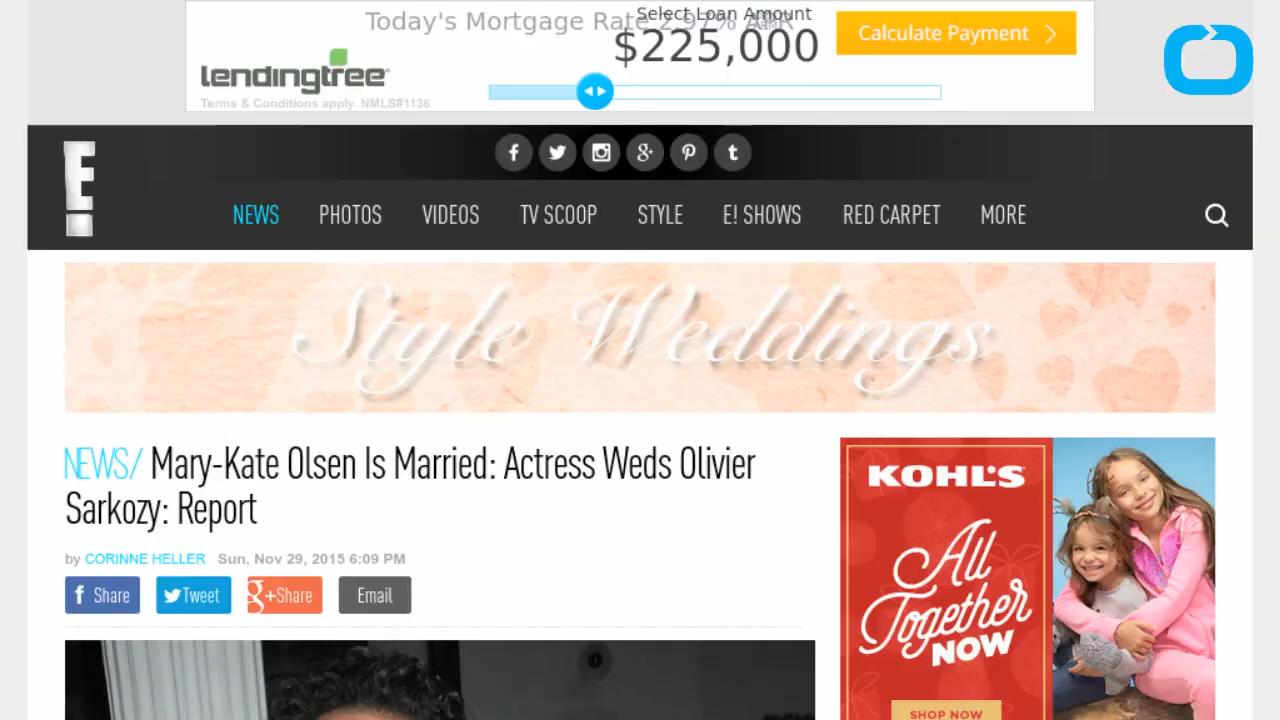 Today's Mortgage Rate 2.97% APR
Select Loan Amount
$225,000
Calculate Payment
lendingtree
Terms & Conditions apply. NMLS#1136
E!
NEWS PHOTOS VIDEOS TV SCOOP STYLE E! SHOWS RED CARPET MORE
Style Weddings
NEWS/ Mary-Kate Olsen Is Married: Actress Weds Olivier
Sarkozy: Report
by CORINNE HELLER Sun, Nov 29, 2015 6:09 PM
f Share Tweet g+Share Email
KOHL'S
All
Together
NOW
SHOP NOW